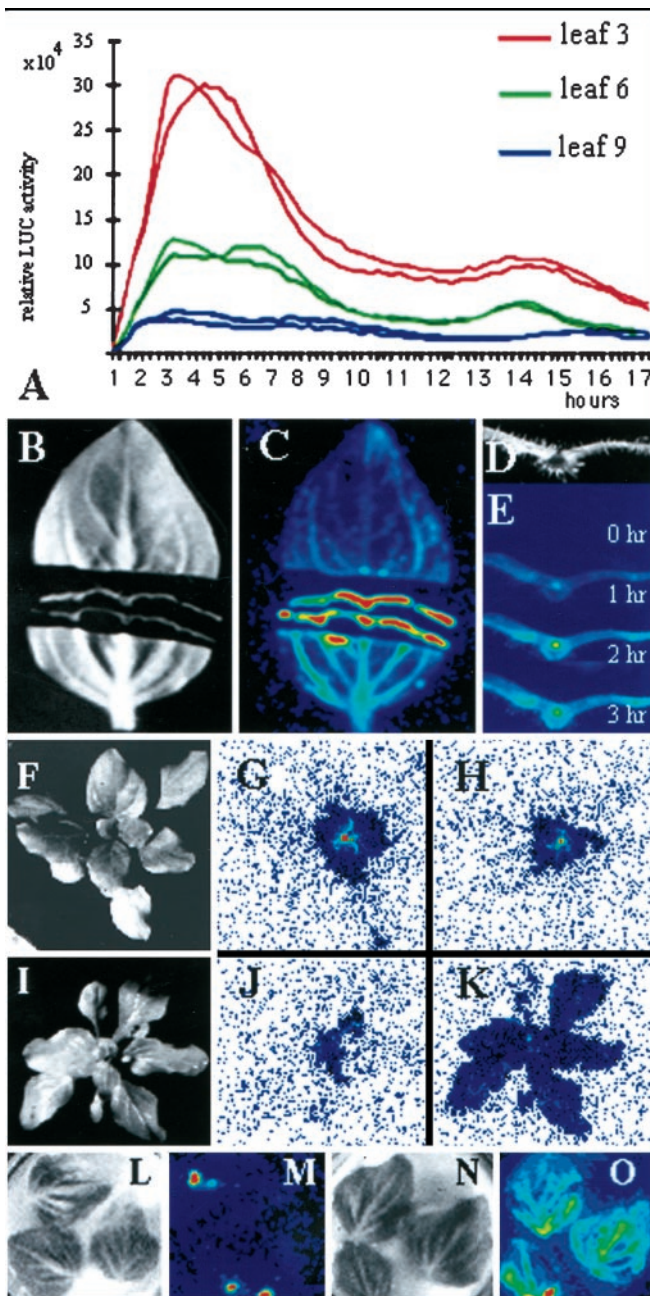 35
x10⁴
30
25
20
15
10
5
relative LUC activity
leaf 3
leaf 6
leaf 9
1 2 3 4 5 6 7 8 9 10 11 12 13 14 15 16 17
hours
A
B
C
D
E
0 hr
1 hr
2 hr
3 hr
F
G
H
I
J
K
L
M
N
O